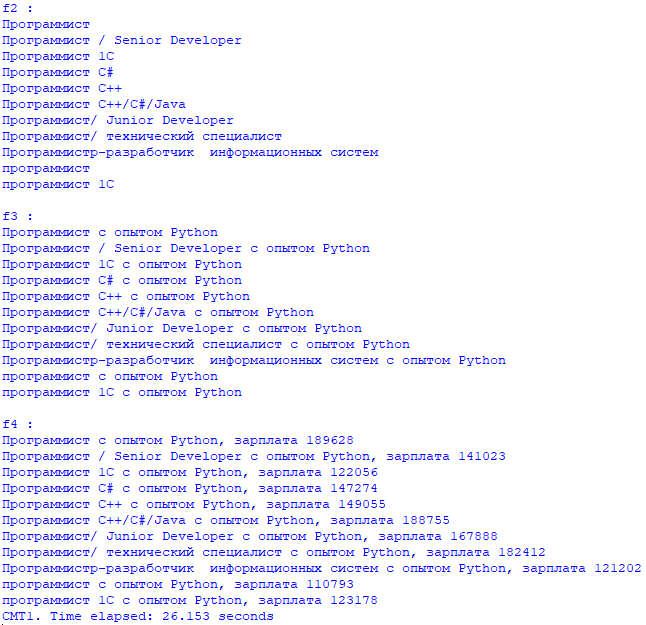 f2 :
Программист
Программист / Senior Developer
Программист 1C
Программист C#
Программист C++
Программист C++/C#/Java
Программист/ Junior Developer
Программист/ технический специалист
Программистр-разработчик  информационных систем
программист
программист 1C

f3 :
Программист с опытом Python
Программист / Senior Developer с опытом Python
Программист 1C с опытом Python
Программист C# с опытом Python
Программист C++ с опытом Python
Программист C++/C#/Java с опытом Python
Программист/ Junior Developer с опытом Python
Программист/ технический специалист с опытом Python
Программистр-разработчик  информационных систем с опытом Python
программист с опытом Python
программист 1C с опытом Python

f4 :
Программист с опытом Python, зарплата 189628
Программист / Senior Developer с опытом Python, зарплата 141023
Программист 1C с опытом Python, зарплата 122056
Программист C# с опытом Python, зарплата 147274
Программист C++ с опытом Python, зарплата 149055
Программист C++/C#/Java с опытом Python, зарплата 188755
Программист/ Junior Developer с опытом Python, зарплата 167888
Программист/ технический специалист с опытом Python, зарплата 182412
Программистр-разработчик  информационных систем с опытом Python, зарплата 121202
программист с опытом Python, зарплата 110793
программист 1C с опытом Python, зарплата 123178
CMT1. Time elapsed: 26.153 seconds